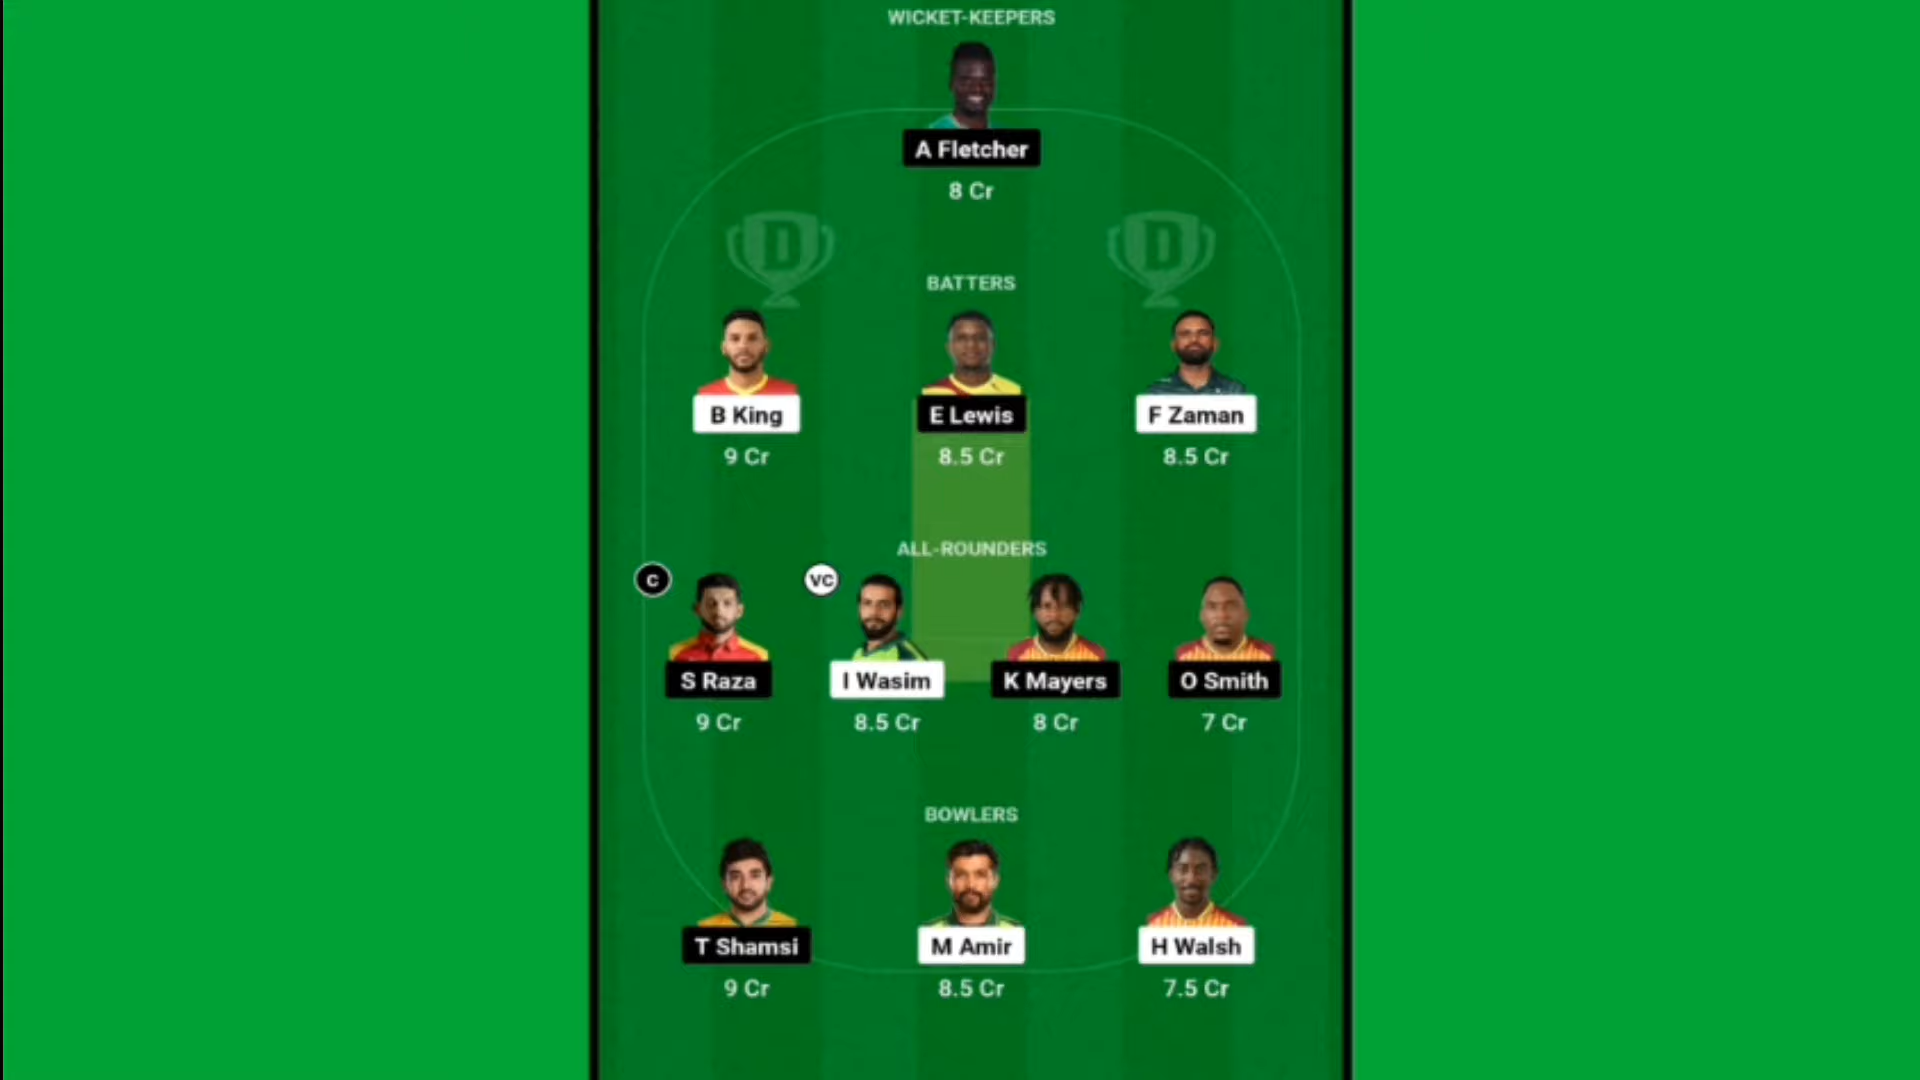 WICKET-KEEPERS
A Fletcher
8 Cr
D D
BATTERS
B King E Lewis F Zaman
9 Cr 8.5 Cr 8.5 Cr
ALL-ROUNDERS
C VC
S Raza I Wasim K Mayers O Smith
9 Cr 8.5 Cr 8 Cr 7 Cr
BOWLERS
T Shamsi M Amir H Walsh
9 Cr 8.5 Cr 7.5 Cr